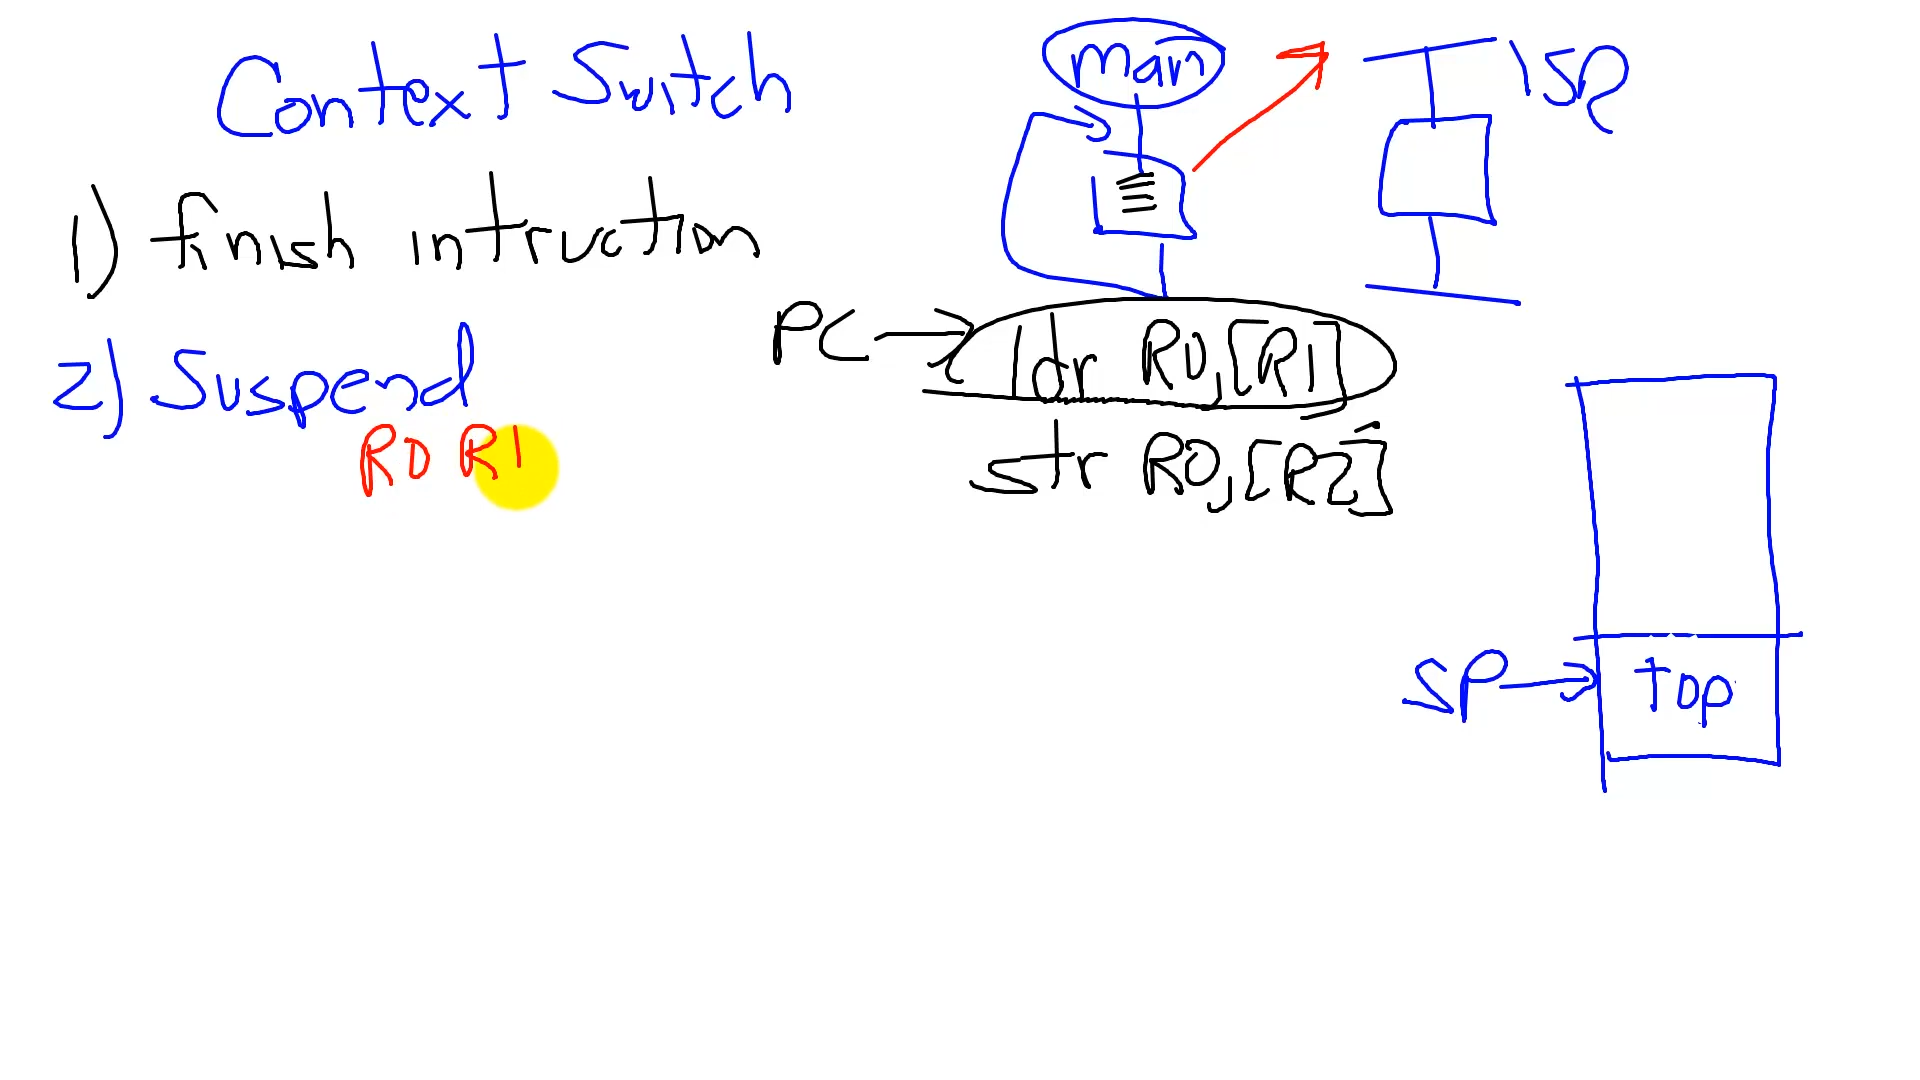 Context Switch
1) finish intruction
2) Suspend
R0 R1
main
ISR
PC
ldr R0,[R1]
str R0,[R2]
SP
top